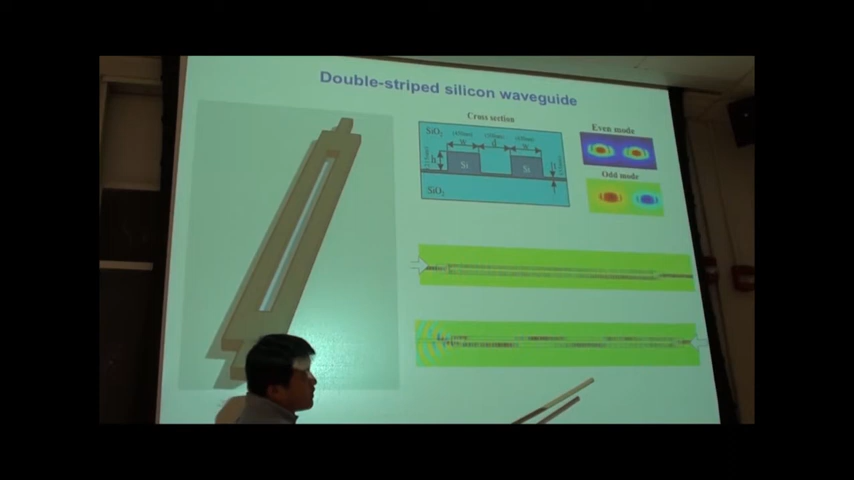 Double-striped silicon waveguide
Cross section
SiO₂
w
d
w
h
Si
Si
t
SiO₂
Even mode
Odd mode